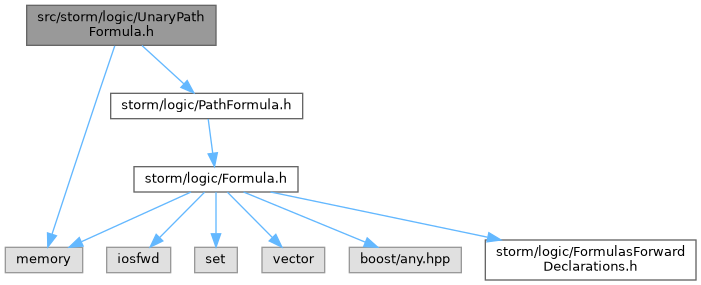 src/storm/logic/UnaryPath
Formula.h
storm/logic/PathFormula.h
storm/logic/Formula.h
memory
iosfwd
set
vector
boost/any.hpp
storm/logic/FormulasForward
Declarations.h